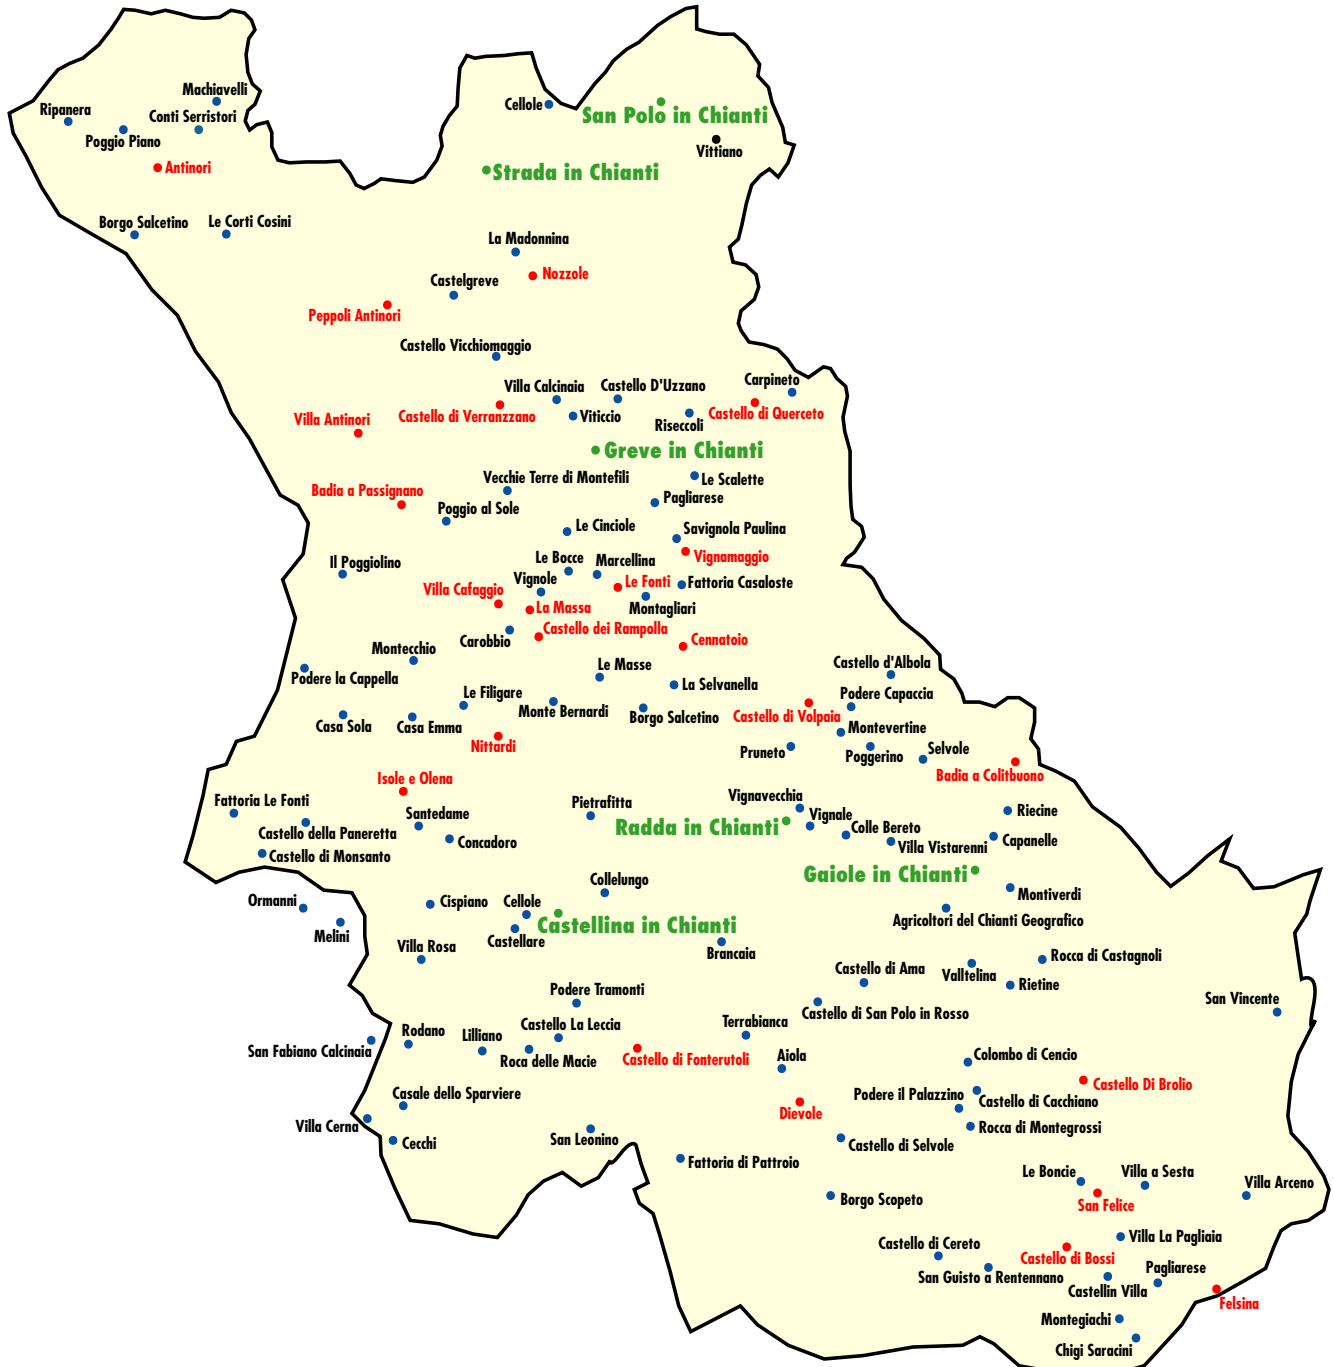 Machiavelli
Ripanera
Conti Serristori
Poggio Piano
Antinori
Cellole
San Polo in Chianti
Vittiano
Strada in Chianti
Borgo Salcetino
Le Corti Cosini
La Madonnina
Nozzole
Castelgreve
Peppoli Antinori
Castello Vicchiomaggio
Villa Calcinaia
Castello D'Uzzano
Carpineto
Villa Antinori
Castello di Verranzzano
Viticcio
Riseccoli
Castello di Querceto
Greve in Chianti
Vecchie Terre di Montefili
Le Scalette
Badia a Passignano
Pagliarese
Poggio al Sole
Le Cinciole
Savignola Paulina
Il Poggiolino
Le Bocce
Marcellina
Vignamaggio
Vignole
Le Fonti
Fattoria Casaloste
Villa Cafaggio
La Massa
Montagliari
Castello dei Rampolla
Carobbio
Cennatoio
Montecchio
Le Masse
Castello d'Albola
Podere la Cappella
La Selvanella
Le Filigare
Podere Capaccia
Casa Sola
Casa Emma
Monte Bernardi
Borgo Salcetino
Castello di Volpaia
Montevertine
Nittardi
Pruneto
Poggerino
Selvole
Badia a Colitbuono
Isole e Olena
Fattoria Le Fonti
Santedame
Pietrafitta
Vignavecchia
Riecine
Castello della Paneretta
Radda in Chianti
Vignale
Colle Bereto
Concadoro
Villa Vistarenni
Capanelle
Castello di Monsanto
Gaiole in Chianti
Collelungo
Montiverdi
Ormanni
Cispiano
Cellole
Agricoltori del Chianti Geografico
Melini
Castellina in Chianti
Castellare
Villa Rosa
Brancaia
Rocca di Castagnoli
Castello di Ama
Valltelina
Rietine
Podere Tramonti
San Vincente
Castello di San Polo in Rosso
Rodano
Lilliano
Castello La Leccia
Terrabianca
San Fabiano Calcinaia
Roca delle Macie
Castello di Fonterutoli
Aiola
Colombo di Cencio
Castello Di Brolio
Casale dello Sparviere
Podere il Palazzino
Castello di Cacchiano
Dievole
Villa Cerna
Rocca di Montegrossi
Cecchi
San Leonino
Castello di Selvole
Fattoria di Pattroio
Le Boncie
Villa a Sesta
Villa Arceno
Borgo Scopeto
San Felice
Villa La Pagliaia
Castello di Cereto
Castello di Bossi
San Guisto a Rentennano
Pagliarese
Castellin Villa
Felsina
Montegiachi
Chigi Saracini